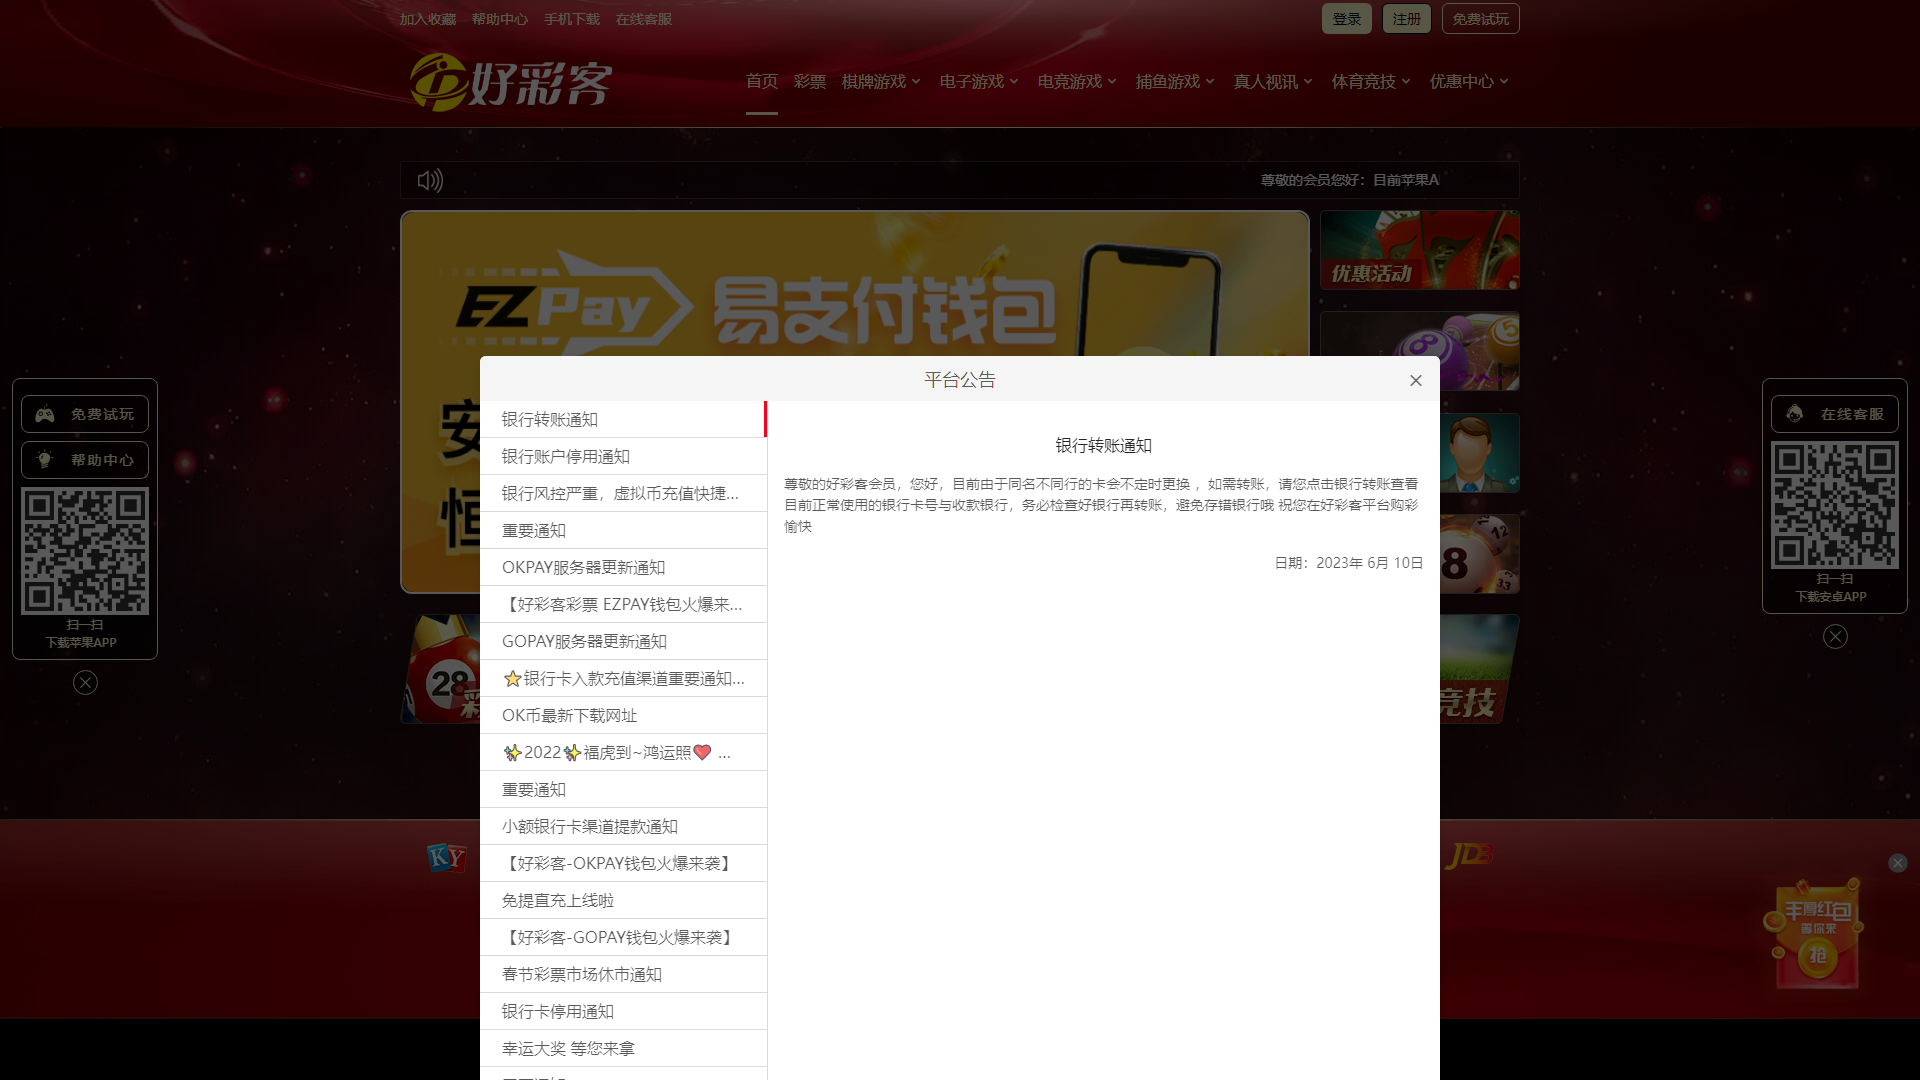 加入收藏 帮助中心 手机下载 在线客服
登录 注册 免费试玩
好彩客
首页 彩票 棋牌游戏 电子游戏 电竞游戏 捕鱼游戏 真人视讯 体育竞技 优惠中心
尊敬的会员您好：目前苹果A
EZPay 易支付钱包
优惠活动
平台公告
银行转账通知
银行账户停用通知
银行风控严重，虚拟币充值快捷...
重要通知
OKPAY服务器更新通知
【好彩客彩票 EZPAY钱包火爆来...
GOPAY服务器更新通知
⭐银行卡入款充值渠道重要通知...
OK币最新下载网址
✨2022✨福虎到~鸿运照❤️ ...
重要通知
小额银行卡渠道提款通知
【好彩客-OKPAY钱包火爆来袭】
免提直充上线啦
【好彩客-GOPAY钱包火爆来袭】
春节彩票市场休市通知
银行卡停用通知
幸运大奖 等您来拿
银行转账通知
尊敬的好彩客会员，您好，目前由于同名不同行的卡会不定时更换 ，如需转账，请您点击银行转账查看
目前正常使用的银行卡号与收款银行，务必检查好银行再转账，避免存错银行哦 祝您在好彩客平台购彩
愉快
日期：2023年 6月 10日
免费试玩
帮助中心
扫一扫
下载苹果APP
在线客服
扫一扫
下载安卓APP
安
恒
8
5
12
8
33
28
彩
竞技
KY
JDB
丰厚红包
等你来
抢